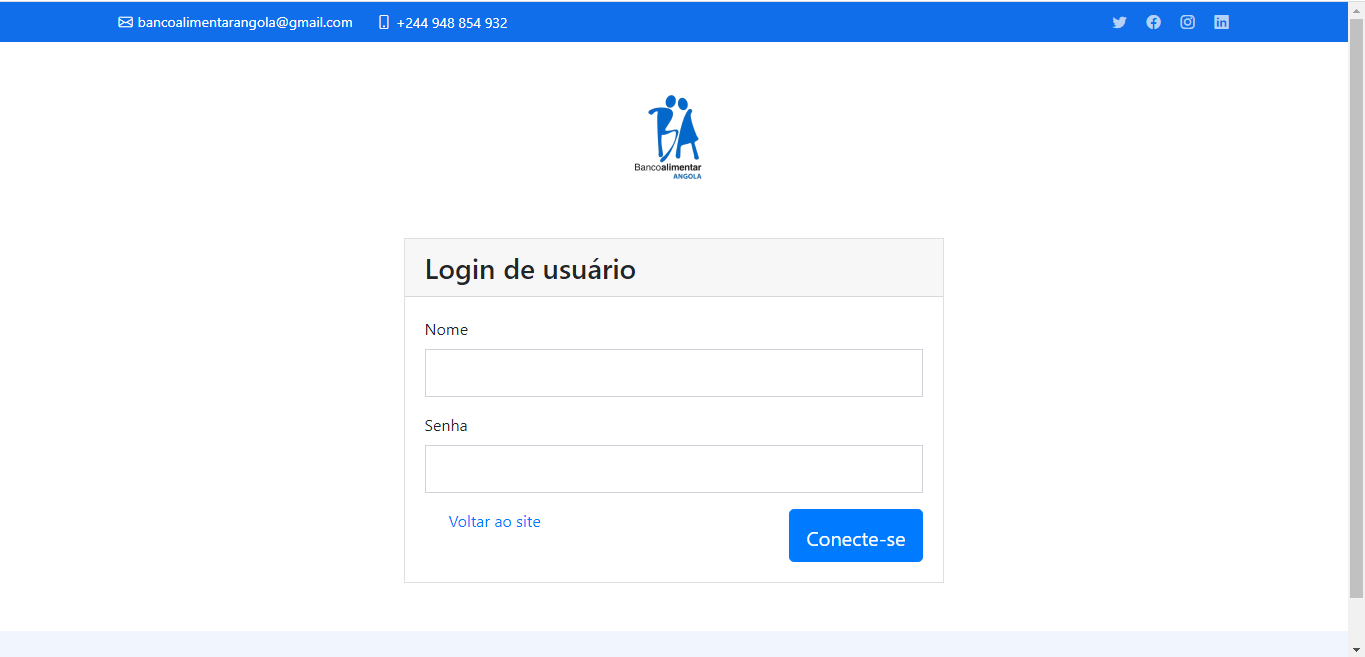 bancoalimentarangola@gmail.com +244 948 854 932
Bancoalimentar
ANGOLA
Login de usuário
Nome
Senha
Voltar ao site
Conecte-se